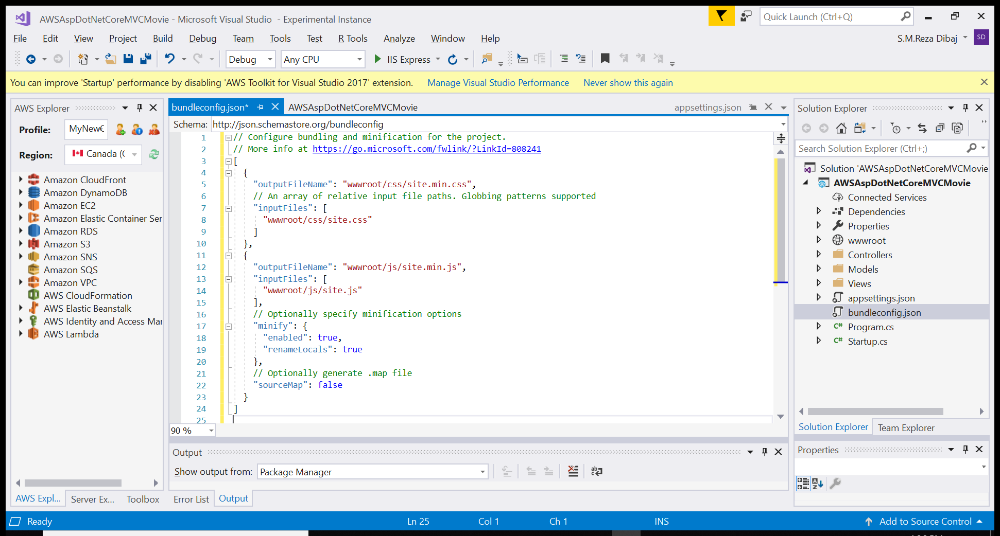 AWSAspDotNetCoreMVCMovie - Microsoft Visual Studio - Experimental Instance
Quick Launch (Ctrl+Q)
File Edit View Project Build Debug Team Tools Test R Tools Analyze Window Help
S.M.Reza Dibaj SD
Debug Any CPU IIS Express
You can improve 'Startup' performance by disabling 'AWS Toolkit for Visual Studio 2017' extension. Manage Visual Studio Performance Never show this again
AWS Explorer
Profile: MyNewC
Region: Canada (C
Amazon CloudFront
Amazon DynamoDB
Amazon EC2
Amazon Elastic Container Ser
Amazon RDS
Amazon S3
Amazon SNS
Amazon SQS
Amazon VPC
AWS CloudFormation
AWS Elastic Beanstalk
AWS Identity and Access Mar
AWS Lambda
AWS Expl... Server Ex... Toolbox
bundleconfig.json* AWSAspDotNetCoreMVCMovie appsettings.json
Schema: http://json.schemastore.org/bundleconfig
1 // Configure bundling and minification for the project.
2 // More info at https://go.microsoft.com/fwlink/?LinkId=808241
3 [
4 {
5 "outputFileName": "wwwroot/css/site.min.css",
6 // An array of relative input file paths. Globbing patterns supported
7 "inputFiles": [
8 "wwwroot/css/site.css"
9 ]
10 },
11 {
12 "outputFileName": "wwwroot/js/site.min.js",
13 "inputFiles": [
14 "wwwroot/js/site.js"
15 ],
16 // Optionally specify minification options
17 "minify": {
18 "enabled": true,
19 "renameLocals": true
20 },
21 // Optionally generate .map file
22 "sourceMap": false
23 }
24 ]
25
90 %
Output
Show output from: Package Manager
Error List Output
Solution Explorer
Search Solution Explorer (Ctrl+;)
Solution 'AWSAspDotNetCoreMVCMovie
AWSAspDotNetCoreMVCMovie
Connected Services
Dependencies
Properties
wwwroot
Controllers
Models
Views
appsettings.json
bundleconfig.json
C# Program.cs
C# Startup.cs
Solution Explorer Team Explorer
Properties
Ready Ln 25 Col 1 Ch 1 INS Add to Source Control